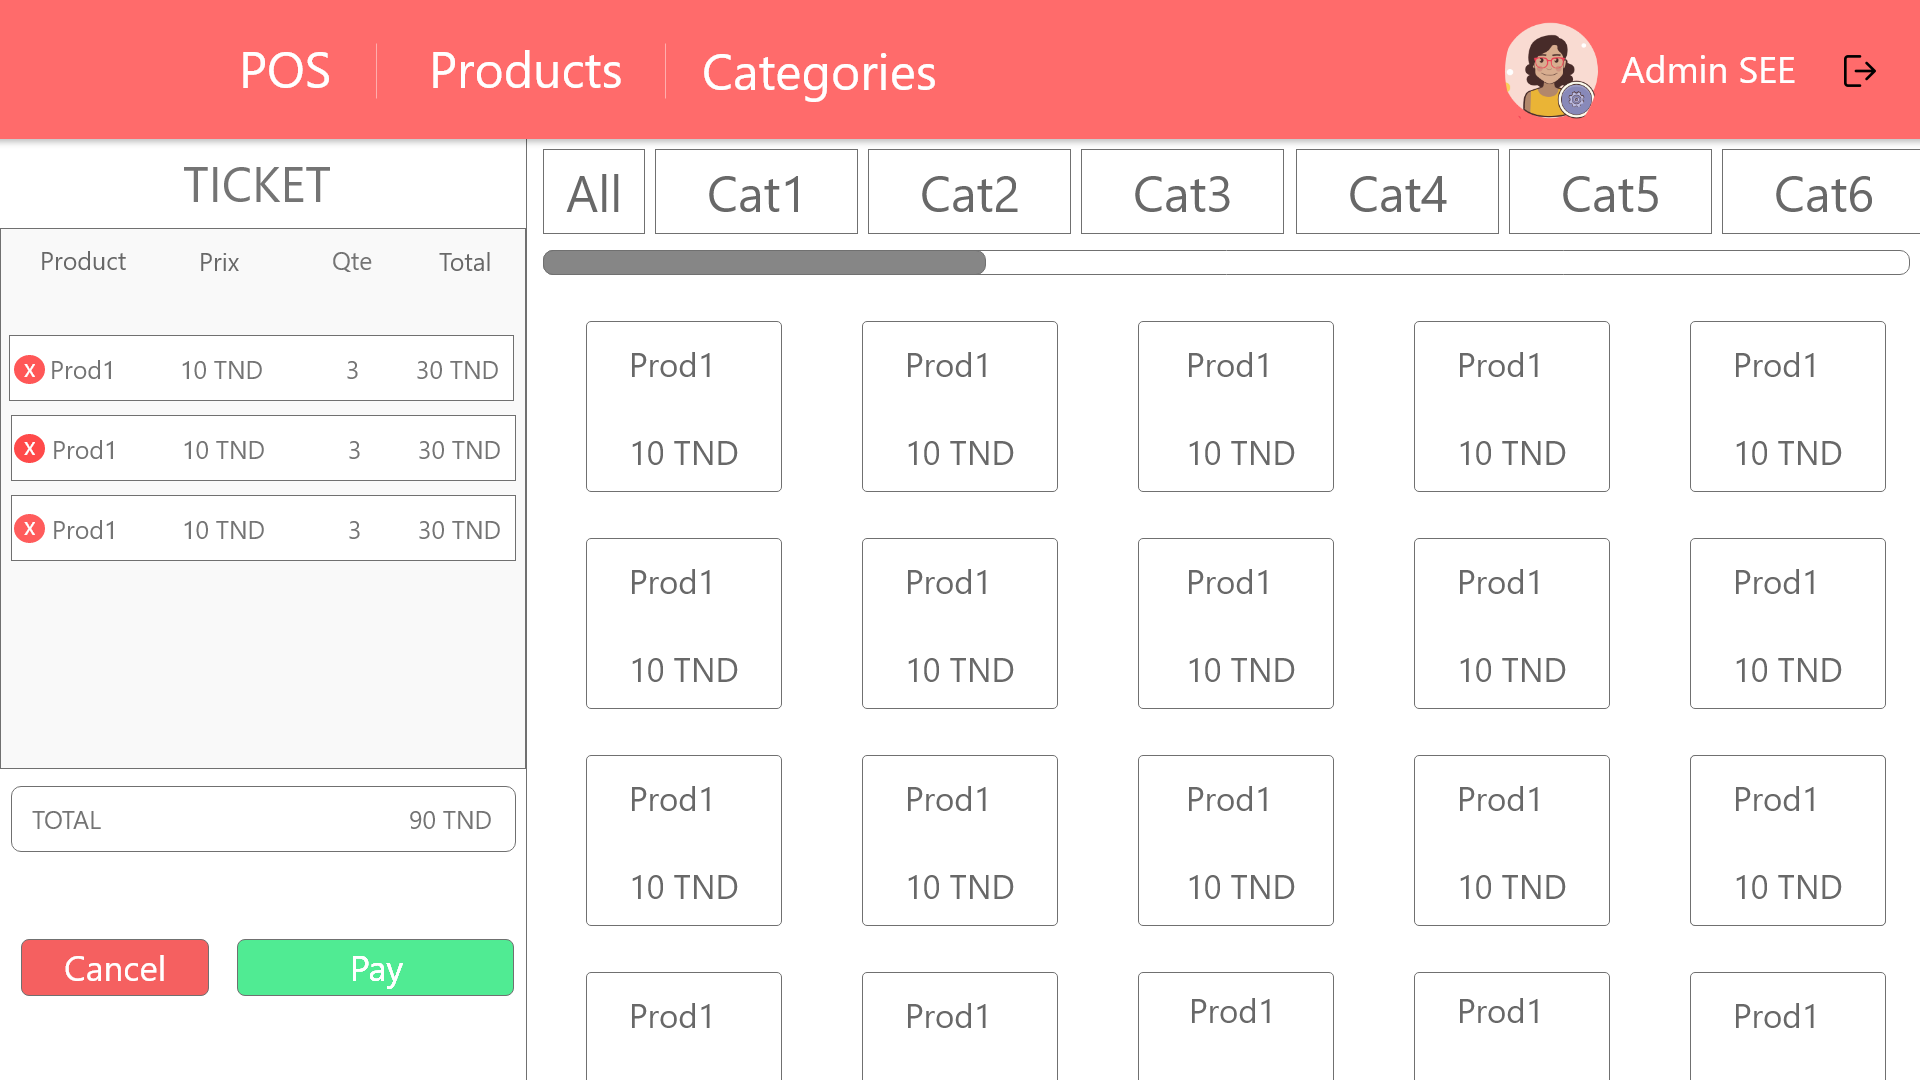 POS Products Categories Admin SEE
TICKET
Product Prix Qte Total
X Prod1 10 TND 3 30 TND
X Prod1 10 TND 3 30 TND
X Prod1 10 TND 3 30 TND
TOTAL 90 TND
Cancel Pay
All Cat1 Cat2 Cat3 Cat4 Cat5 Cat6
Prod1 Prod1 Prod1 Prod1 Prod1
10 TND 10 TND 10 TND 10 TND 10 TND
Prod1 Prod1 Prod1 Prod1 Prod1
10 TND 10 TND 10 TND 10 TND 10 TND
Prod1 Prod1 Prod1 Prod1 Prod1
10 TND 10 TND 10 TND 10 TND 10 TND
Prod1 Prod1 Prod1 Prod1 Prod1